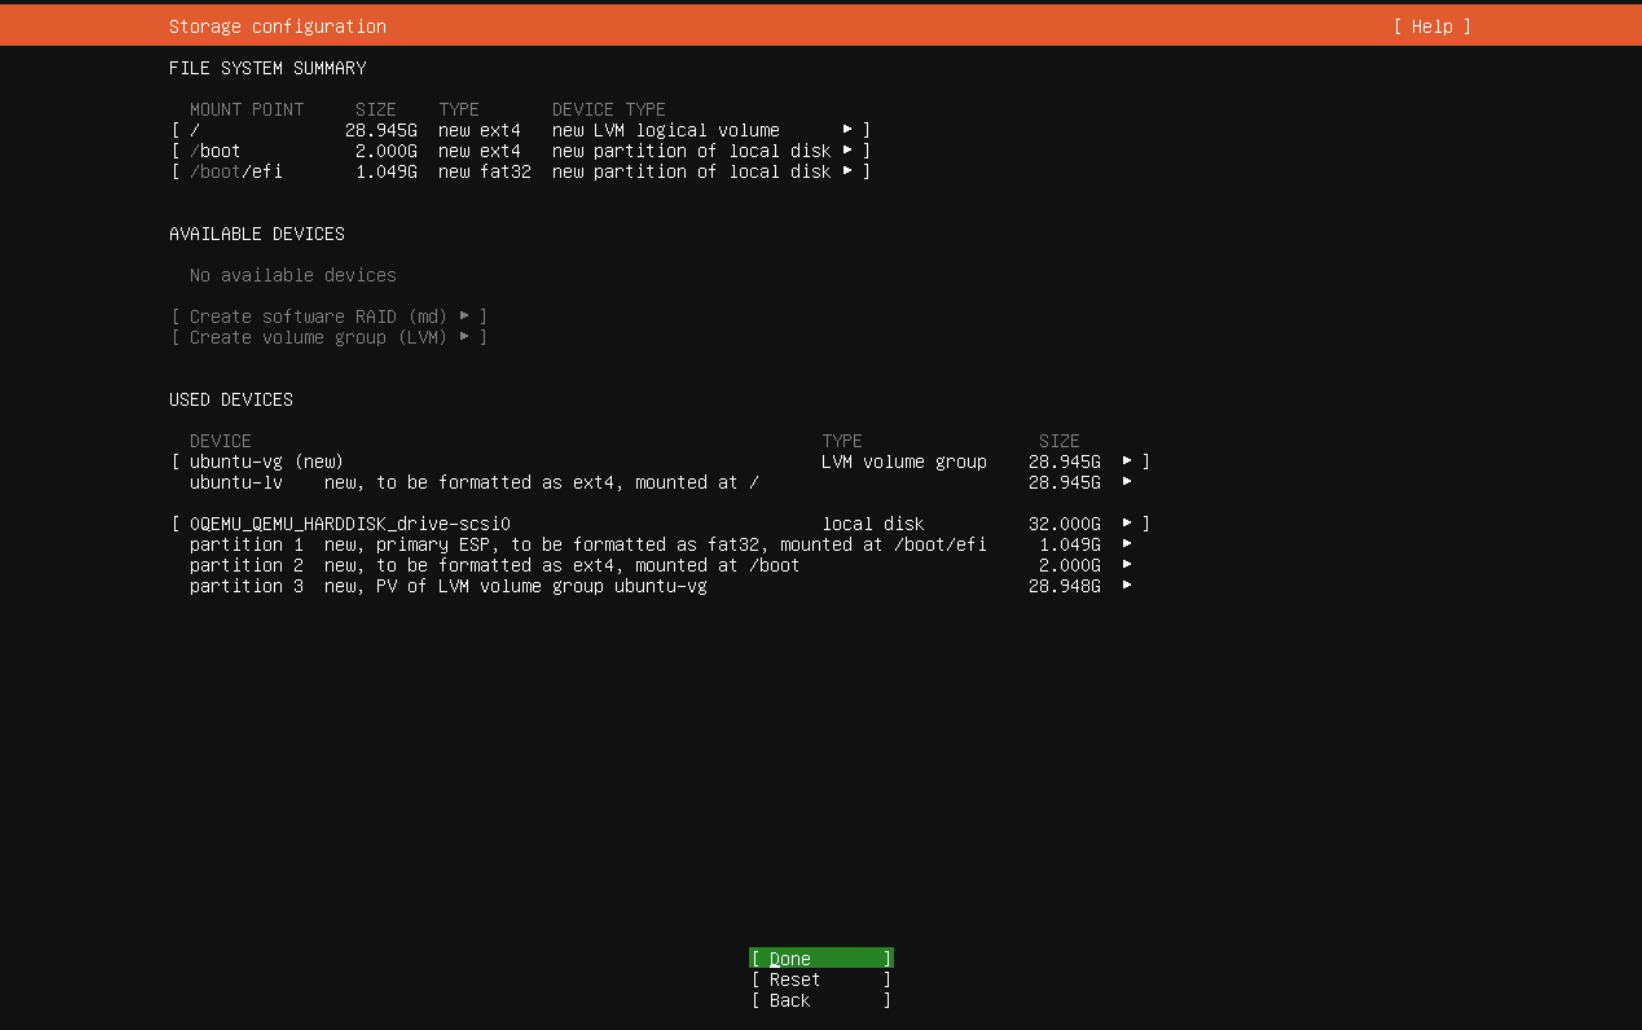 Storage configuration [ Help ]
FILE SYSTEM SUMMARY
MOUNT POINT SIZE TYPE DEVICE TYPE
[ / 28.945G new ext4 new LVM logical volume ▸ ]
[ /boot 2.000G new ext4 new partition of local disk ▸ ]
[ /boot/efi 1.049G new fat32 new partition of local disk ▸ ]
AVAILABLE DEVICES
No available devices
[ Create software RAID (md) ▸ ]
[ Create volume group (LVM) ▸ ]
USED DEVICES
DEVICE TYPE SIZE
[ ubuntu-vg (new) LVM volume group 28.945G ▸ ]
ubuntu-lv new, to be formatted as ext4, mounted at / 28.945G ▸
[ 0QEMU_QEMU_HARDDISK_drive-scsi0 local disk 32.000G ▸ ]
partition 1 new, primary ESP, to be formatted as fat32, mounted at /boot/efi 1.049G ▸
partition 2 new, to be formatted as ext4, mounted at /boot 2.000G ▸
partition 3 new, PV of LVM volume group ubuntu-vg 28.948G ▸
[ Done ]
[ Reset ]
[ Back ]